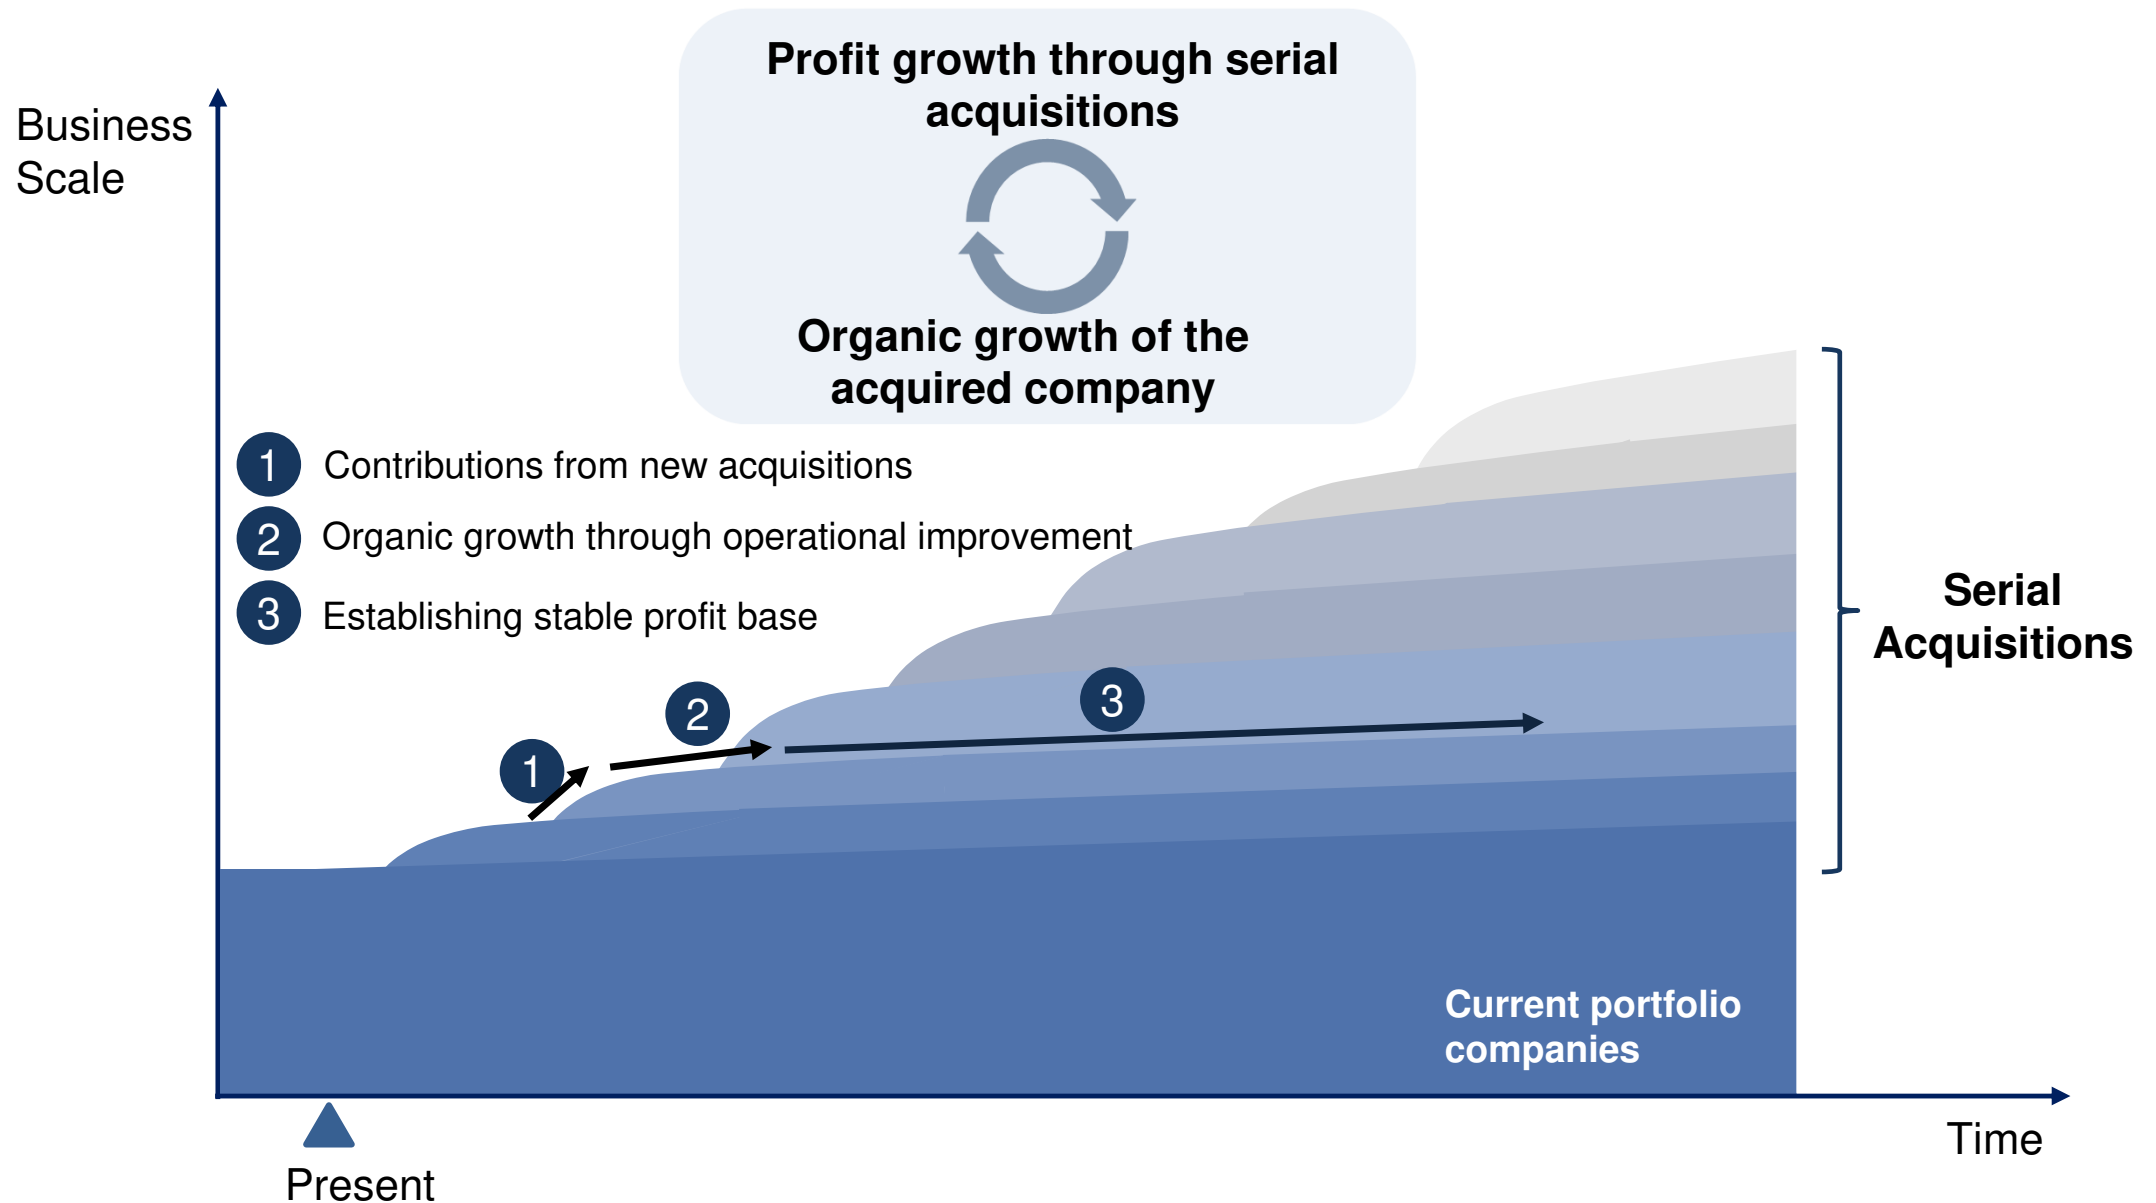 Profit growth through serial
acquisitions
Organic growth of the
acquired company
Business
Scale
1 Contributions from new acquisitions
2 Organic growth through operational improvement
3 Establishing stable profit base
1
2
3
Serial
Acquisitions
Current portfolio
companies
Time
Present